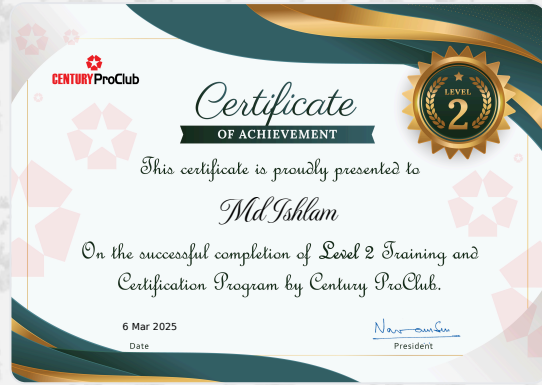 CENTURY ProClub
Certificate
OF ACHIEVEMENT
LEVEL
2
This certificate is proudly presented to
Md Ishlam
On the successful completion of Level 2 Training and
Certification Program by Century ProClub.
6 Mar 2025
Date
President